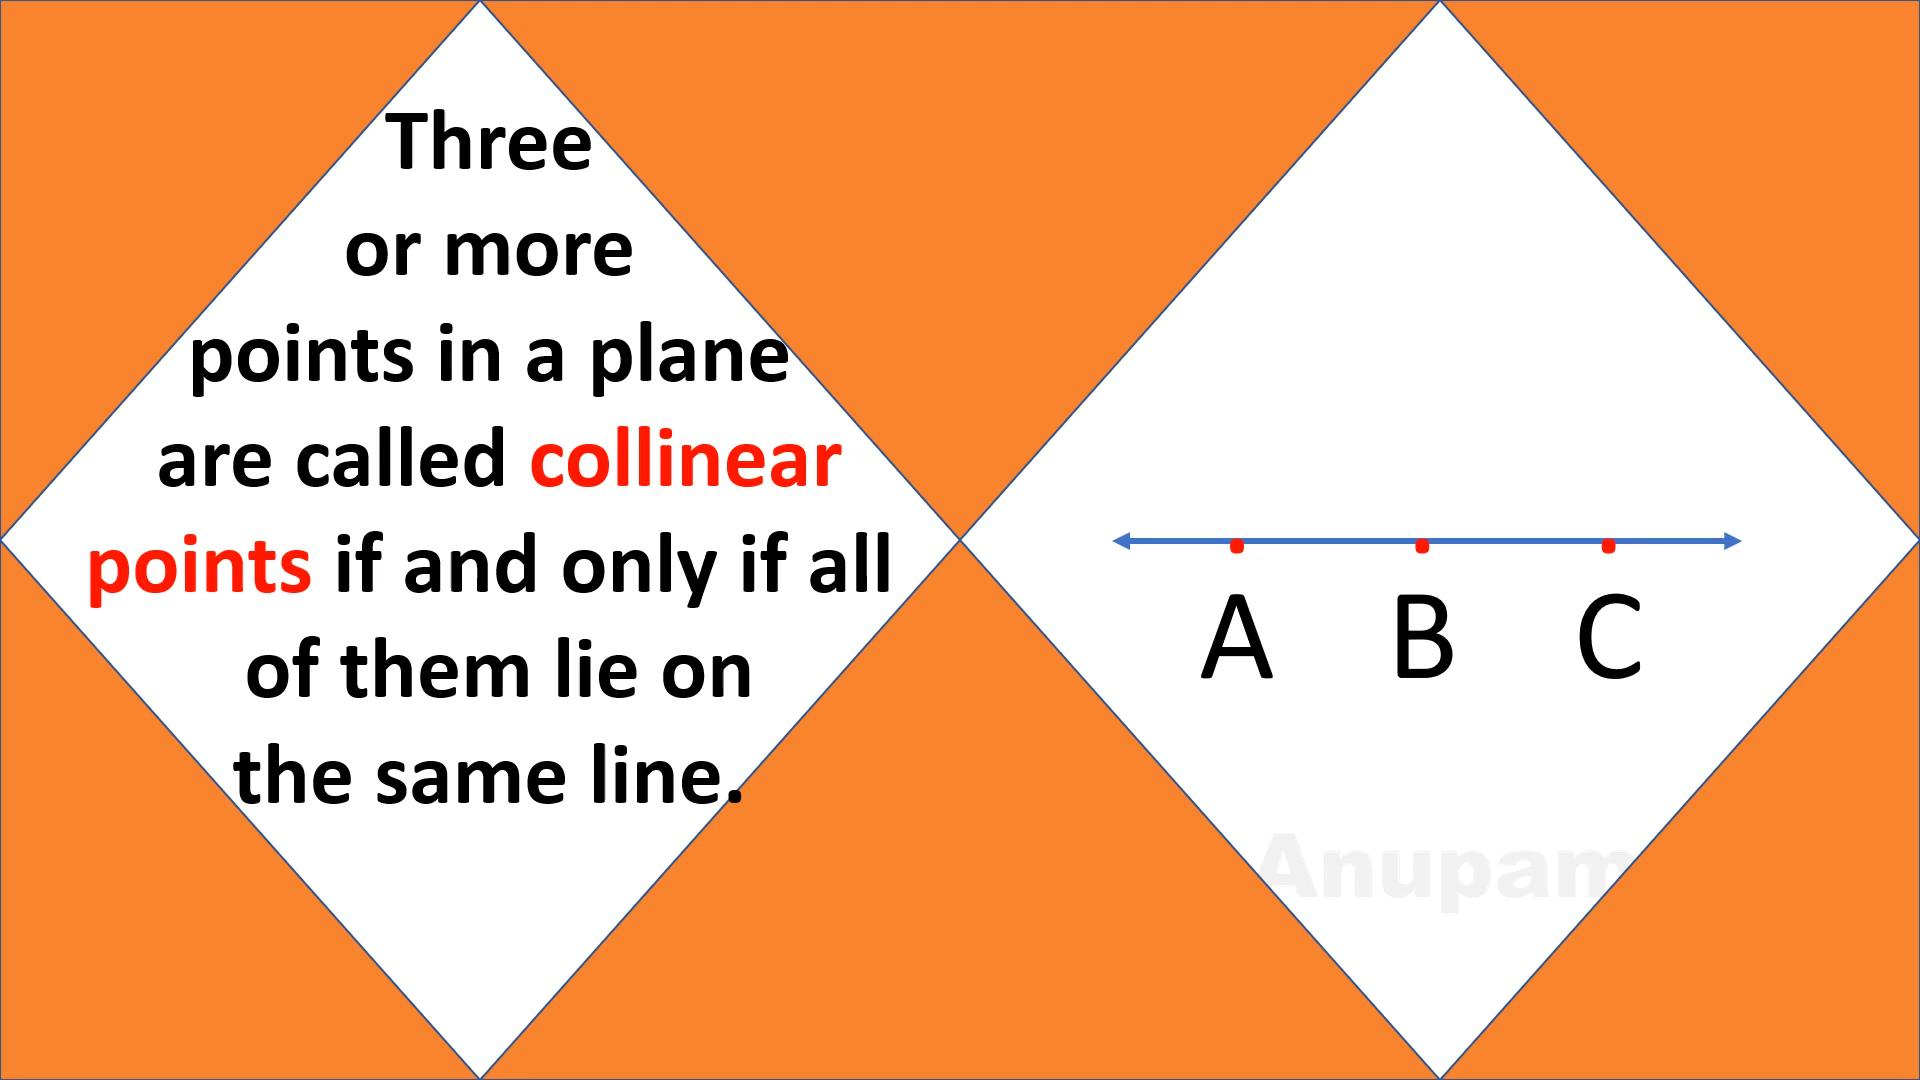 Three
or more
points in a plane
are called collinear
points if and only if all
of them lie on
the same line.
A B C
Anupam